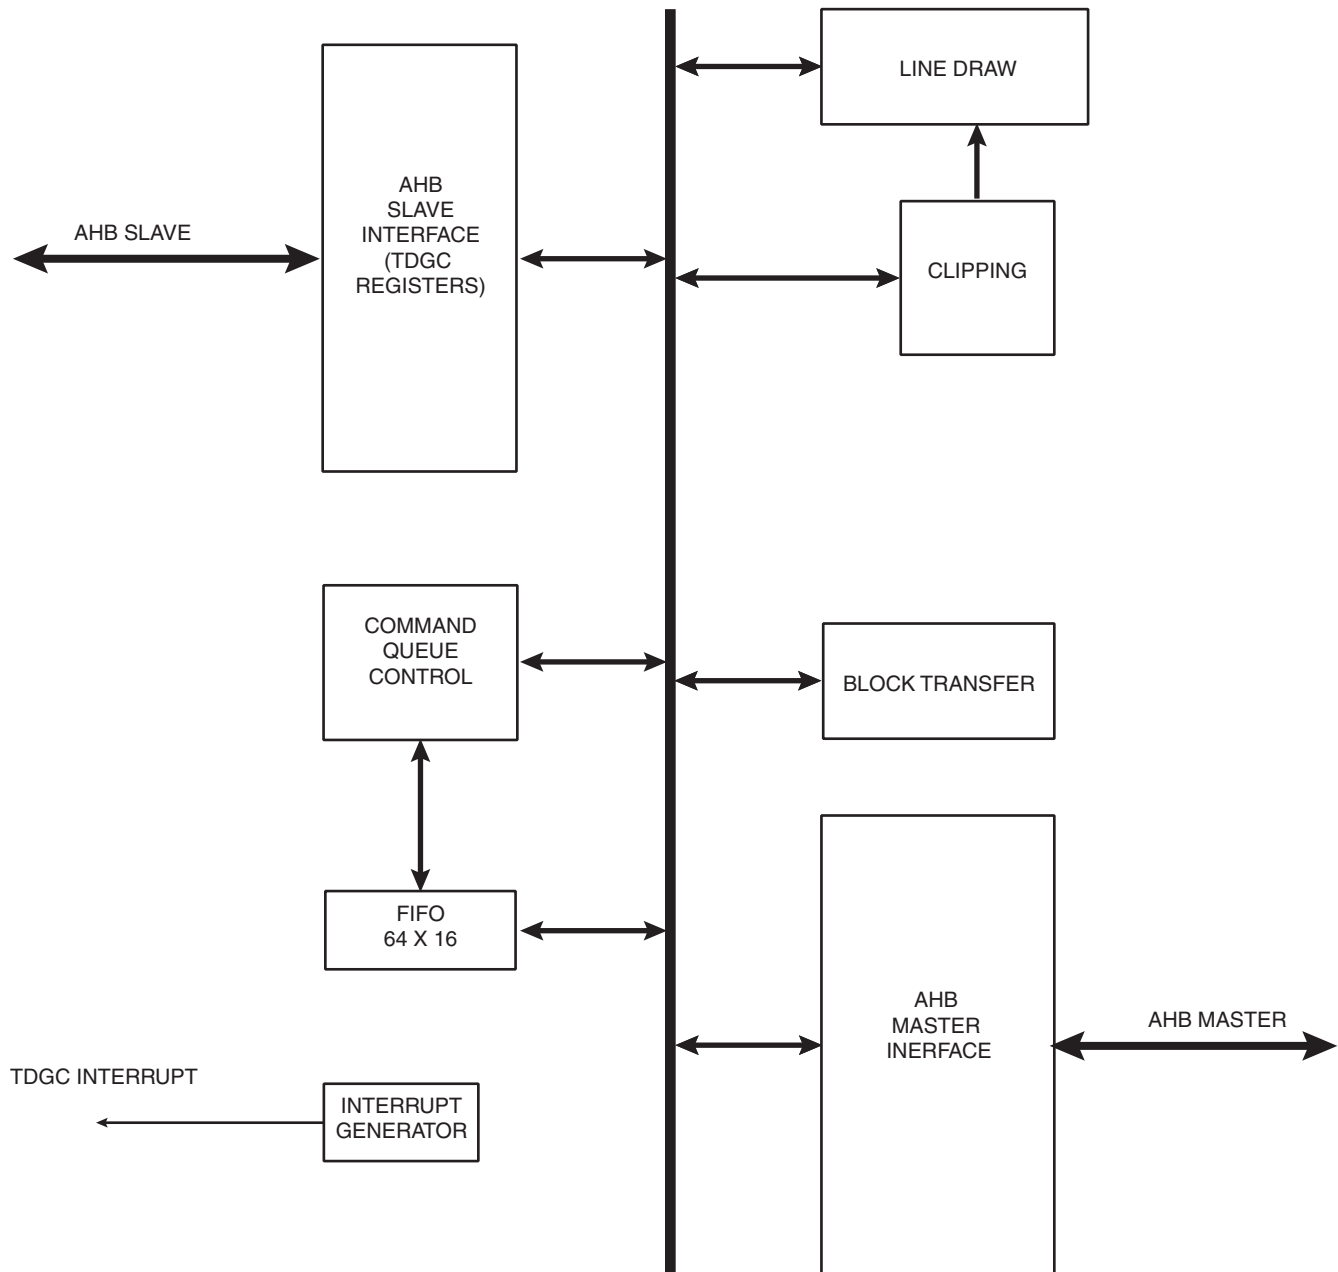 LINE DRAW
AHB
SLAVE
INTERFACE
(TDGC
REGISTERS)
AHB SLAVE
CLIPPING
COMMAND
QUEUE
CONTROL
BLOCK TRANSFER
FIFO
64 X 16
AHB
MASTER
INERFACE
AHB MASTER
TDGC INTERRUPT
INTERRUPT
GENERATOR